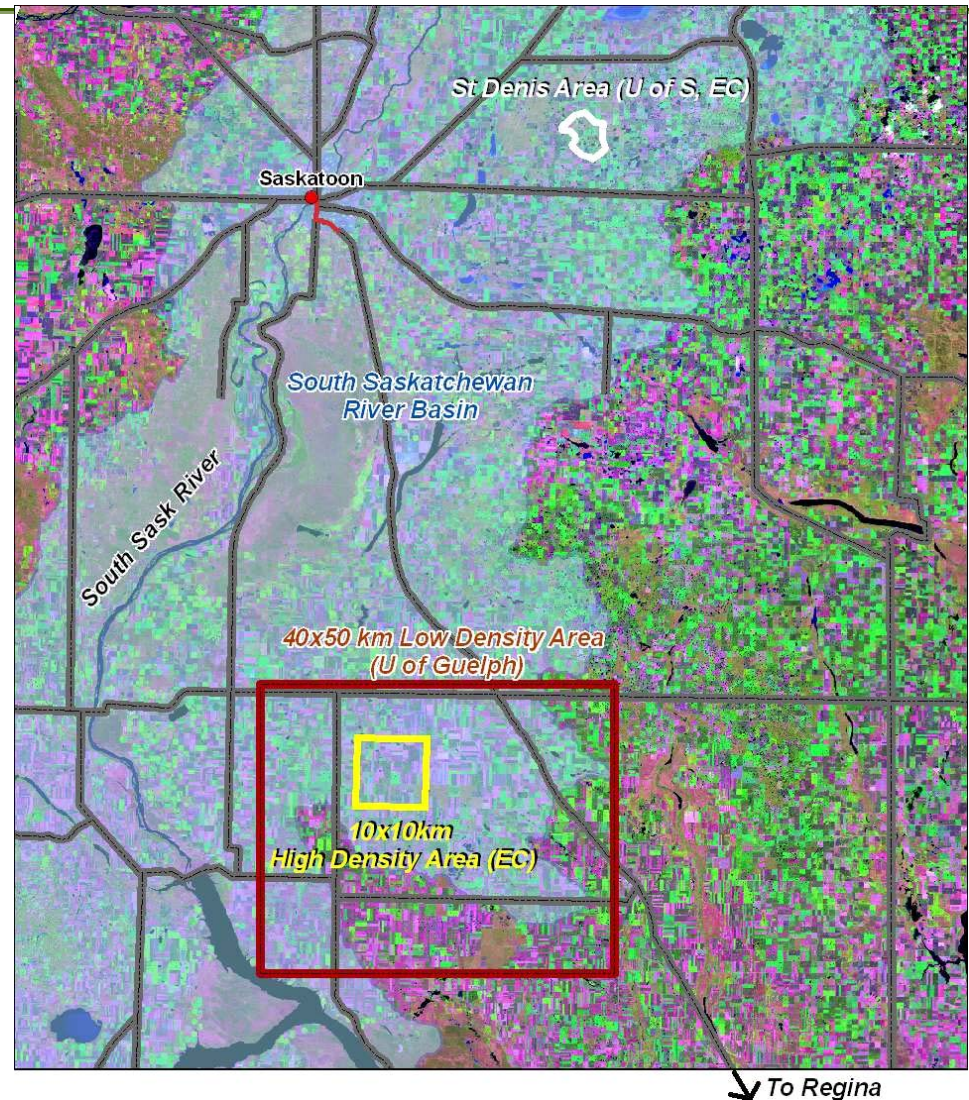 St Denis Area (U of S, EC)
Saskatoon
South Saskatchewan
River Basin
South Sask River
40x50 km Low Density Area
(U of Guelph)
10x10km
High Density Area (EC)
To Regina